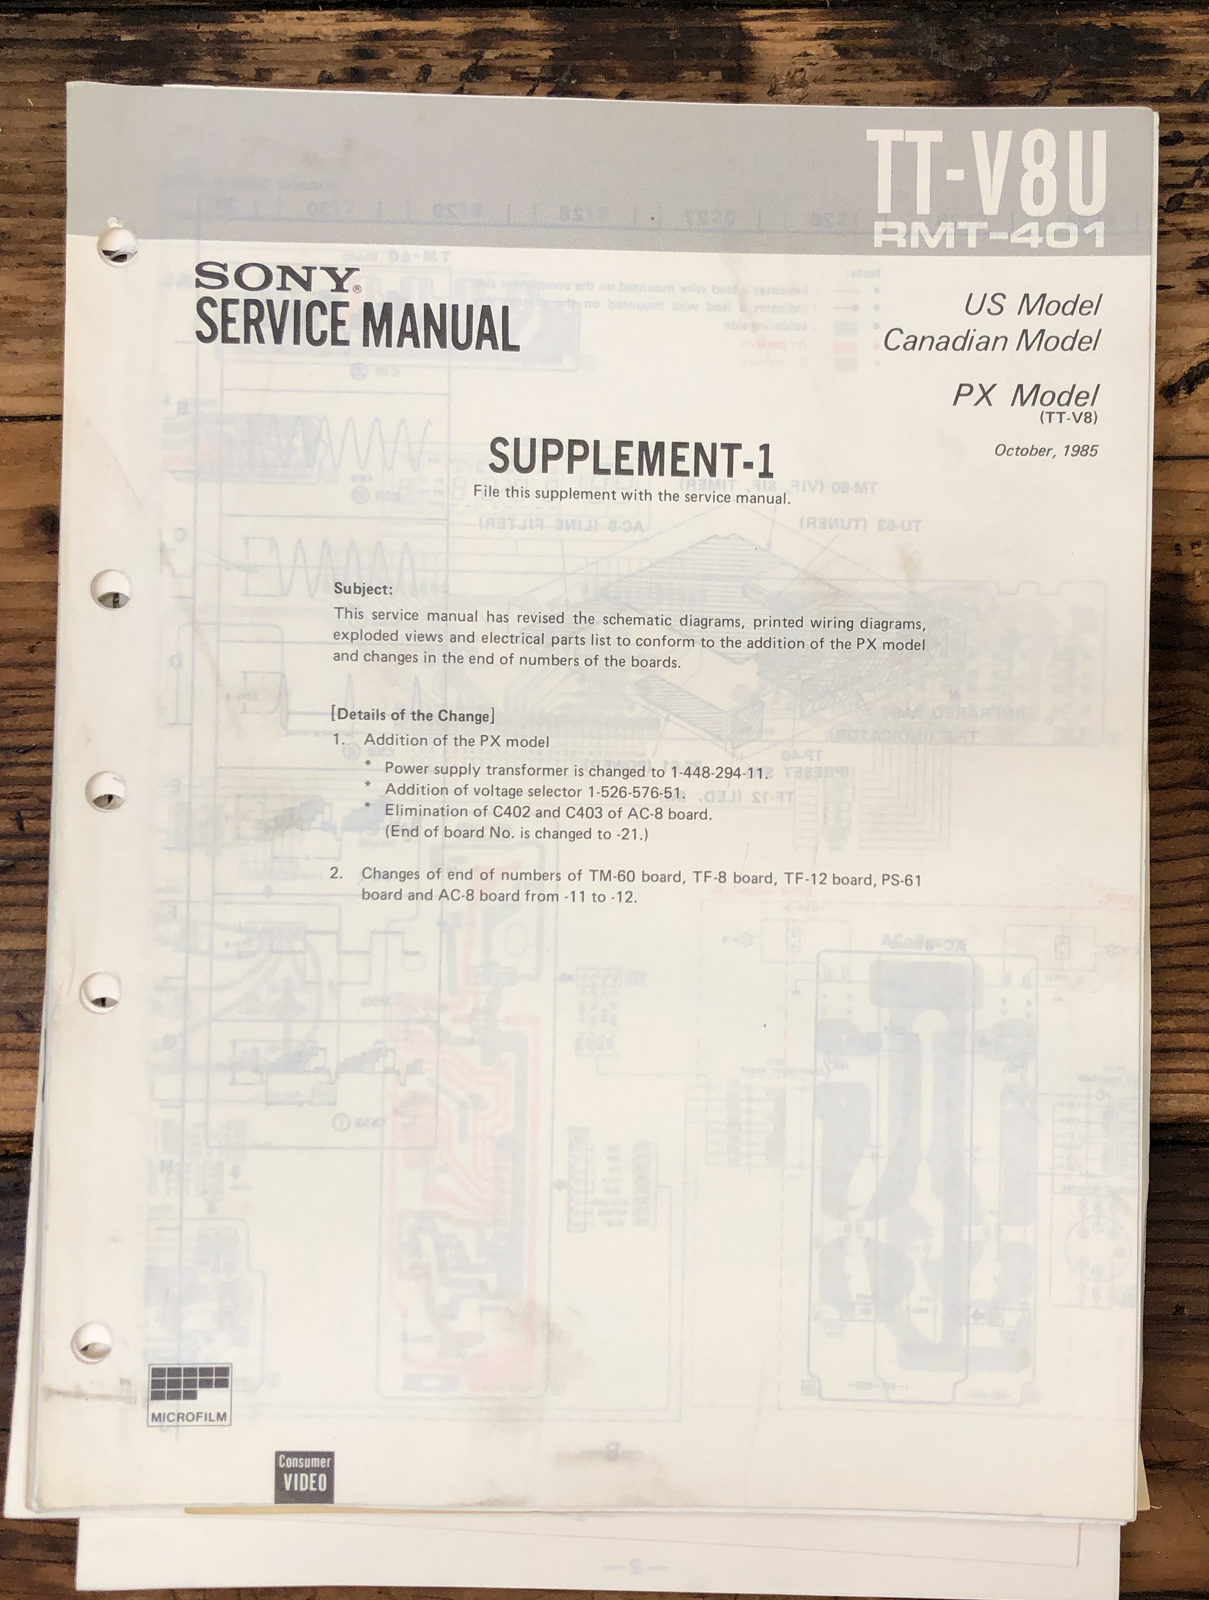 TT-V8U
RMT-401
SONY®
SERVICE MANUAL
US Model
Canadian Model
PX Model
(TT-V8)
October, 1985
SUPPLEMENT-1
File this supplement with the service manual.
Subject:
This service manual has revised the schematic diagrams, printed wiring diagrams,
exploded views and electrical parts list to conform to the addition of the PX model
and changes in the end of numbers of the boards.
[Details of the Change]
1. Addition of the PX model
* Power supply transformer is changed to 1-448-294-11.
* Addition of voltage selector 1-526-576-51.
* Elimination of C402 and C403 of AC-8 board.
(End of board No. is changed to -21.)
2. Changes of end of numbers of TM-60 board, TF-8 board, TF-12 board, PS-61
board and AC-8 board from -11 to -12.
MICROFILM
Consumer
VIDEO
—2—